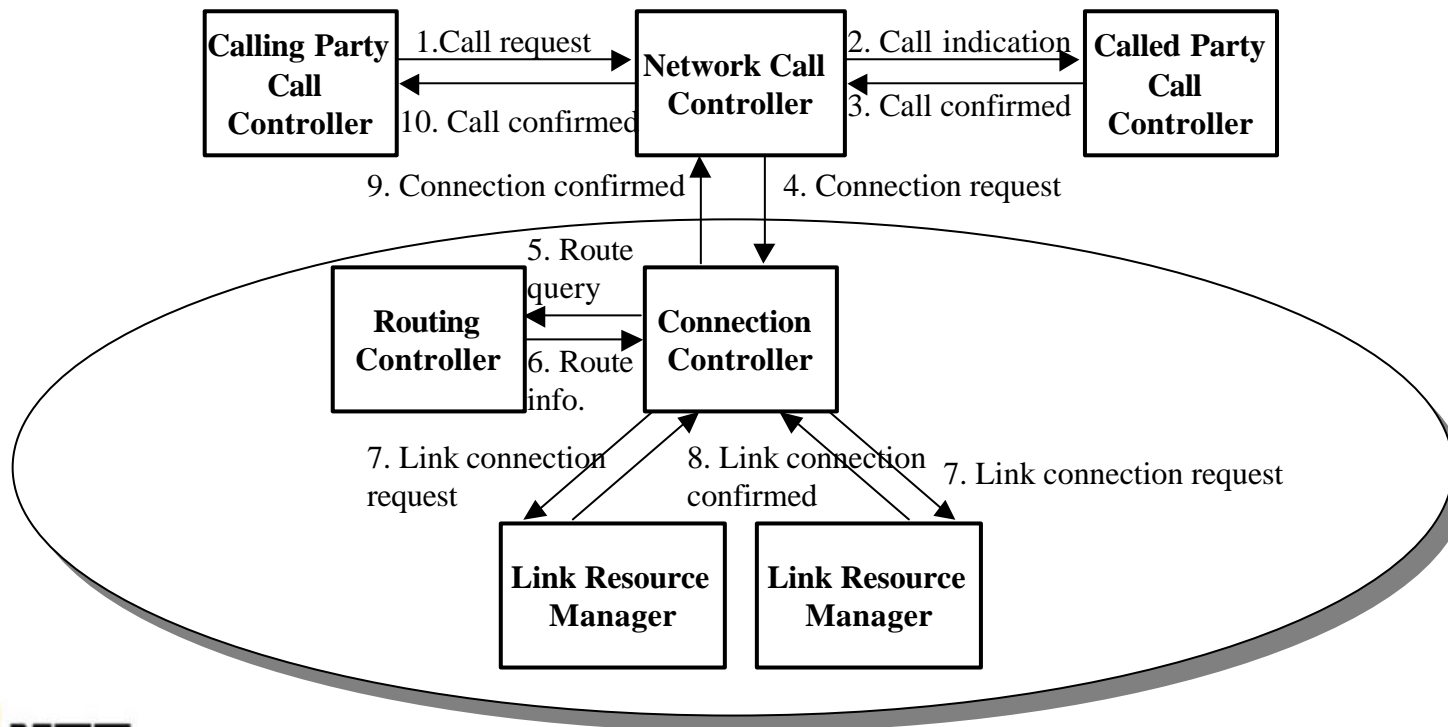 Calling Party
Call
Controller
1.Call request
10. Call confirmed
Network Call
Controller
2. Call indication
3. Call confirmed
Called Party
Call
Controller
9. Connection confirmed
4. Connection request
5. Route
query
Routing
Controller
Connection
Controller
6. Route
info.
7. Link connection
request
8. Link connection
confirmed
7. Link connection request
Link Resource
Manager
Link Resource
Manager